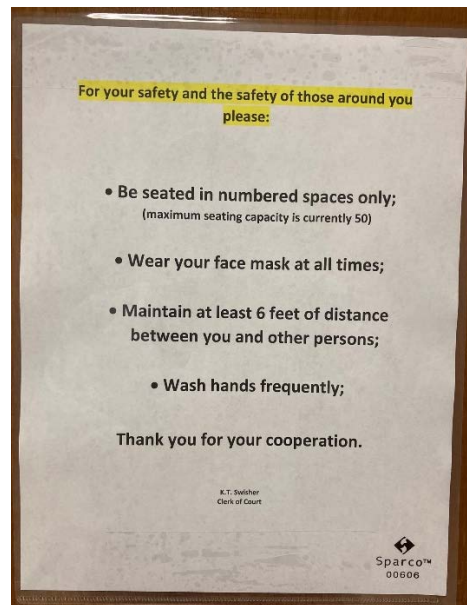 For your safety and the safety of those around you
please:
• Be seated in numbered spaces only;
(maximum seating capacity is currently 50)
• Wear your face mask at all times;
• Maintain at least 6 feet of distance
between you and other persons;
• Wash hands frequently;
Thank you for your cooperation.
K.T. Swisher
Clerk of Court
Sparco™
00606